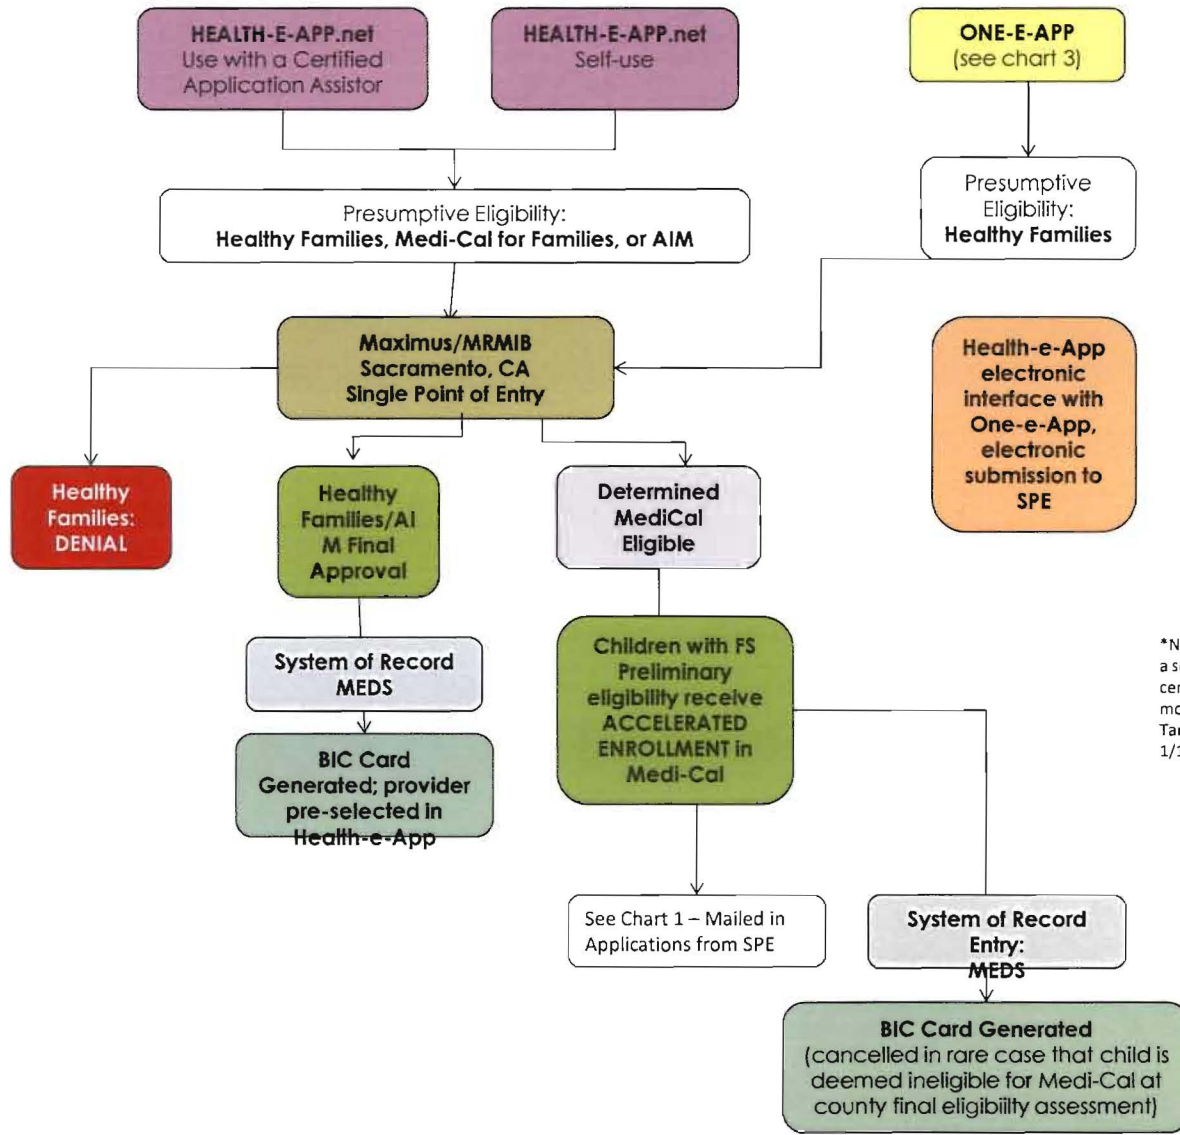 HEALTH-E-APP.net
Use with a Certified
Application Assistor
HEALTH-E-APP.net
Self-use
ONE-E-APP
(see chart 3)
Presumptive Eligibility:
Healthy Families, Medi-Cal for Families, or AIM
Presumptive
Eligibility:
Healthy Families
Maximus/MRMIB
Sacramento, CA
Single Point of Entry
Health-e-App
electronic
interface with
One-e-App,
electronic
submission to
SPE
Healthy
Families:
DENIAL
Healthy
Families/AI
M Final
Approval
Determined
MediCal
Eligible
System of Record
MEDS
Children with FS
Preliminary
eligibility receive
ACCELERATED
ENROLLMENT in
Medi-Cal
BIC Card
Generated; provider
pre-selected in
Health-e-App
See Chart 1 – Mailed in
Applications from SPE
System of Record
Entry:
MEDS
BIC Card Generated
(cancelled in rare case that child is
deemed ineligible for Medi-Cal at
county final eligibiilty assessment)
*N
a s
cer
mo
Tar
1/1